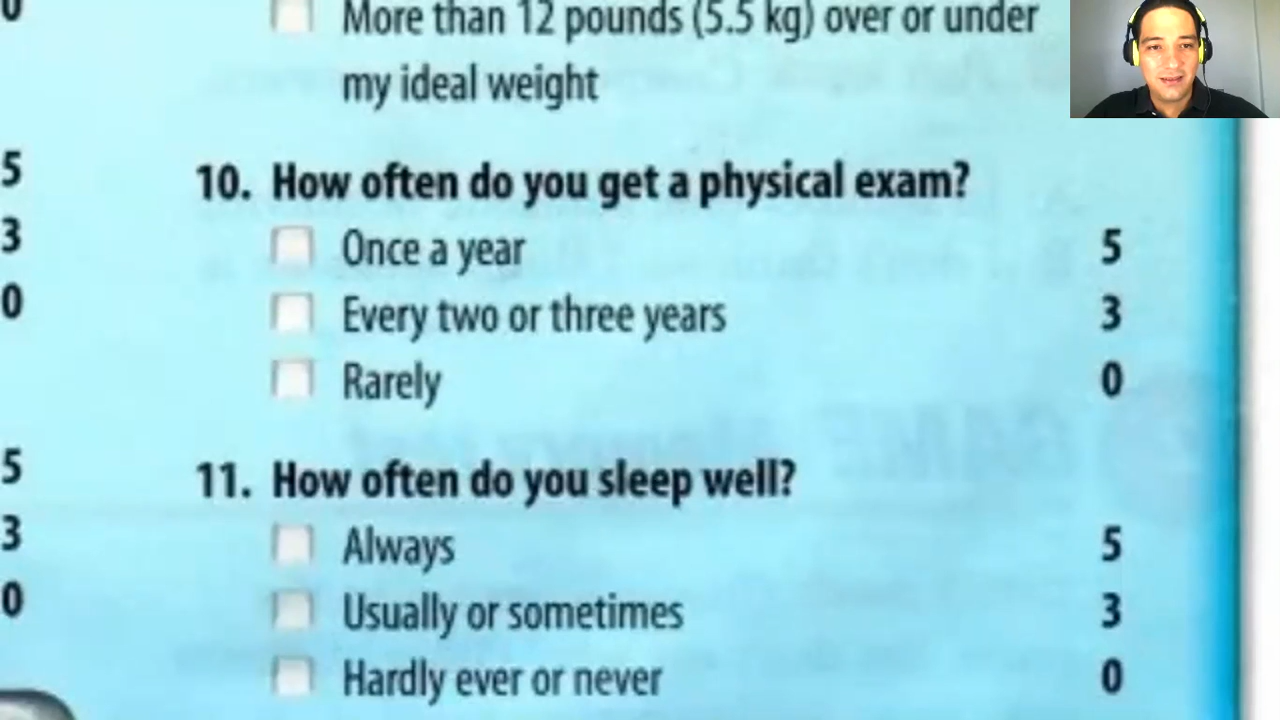 0
More than 12 pounds (5.5 kg) over or under
my ideal weight
5
3
0
10. How often do you get a physical exam?
Once a year 5
Every two or three years 3
Rarely 0
5
3
0
11. How often do you sleep well?
Always 5
Usually or sometimes 3
Hardly ever or never 0